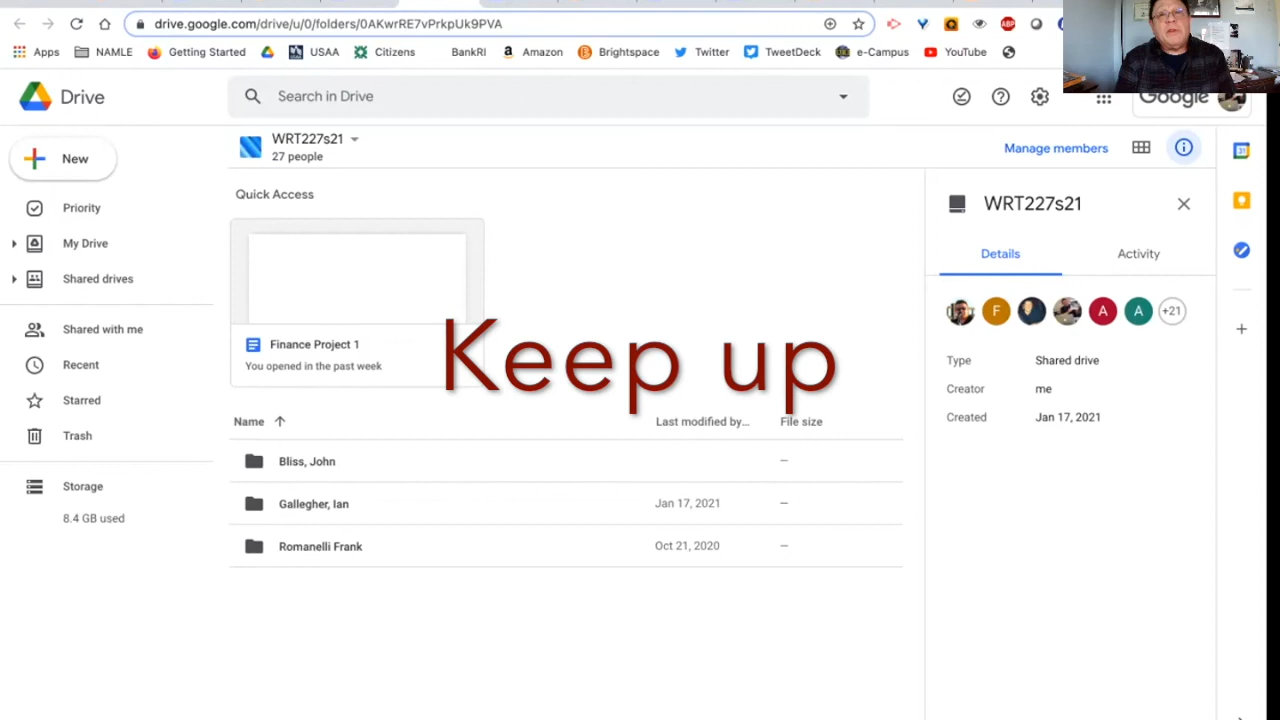 drive.google.com/drive/u/0/folders/0AKwrRE7vPrkpUk9PVA
ABP
Apps NAMLE Getting Started USAA Citizens BankRI Amazon Brightspace Twitter TweetDeck e-Campus YouTube
Drive
Search in Drive
Google
New
WRT227s21
27 people
Manage members
31
Priority
My Drive
Shared drives
Shared with me
Recent
Starred
Trash
Storage
8.4 GB used
Quick Access
Finance Project 1
You opened in the past week
Keep up
Name Last modified by... File size
Bliss, John –
Gallegher, Ian Jan 17, 2021 –
Romanelli Frank Oct 21, 2020 –
WRT227s21
Details Activity
F A A +21
Type Shared drive
Creator me
Created Jan 17, 2021